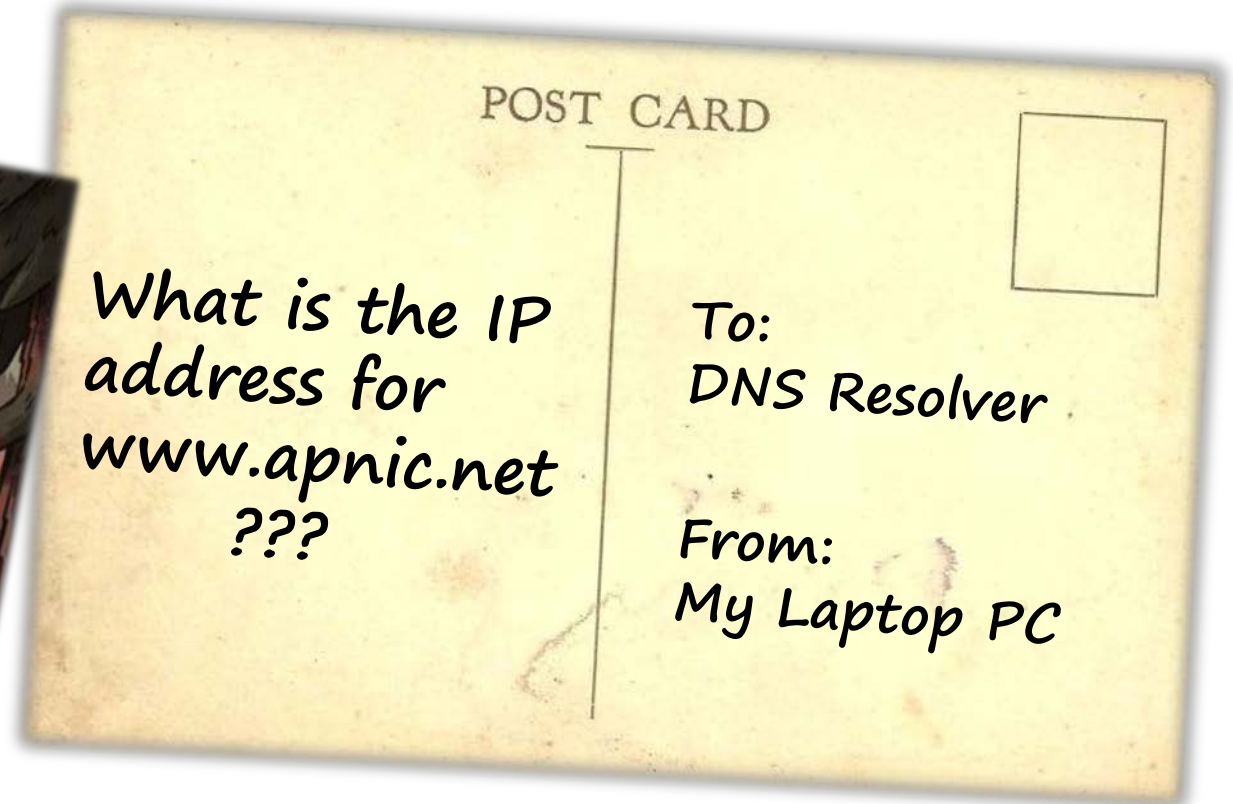 POST CARD
What is the IP
address for
www.apnic.net
???
To:
DNS Resolver
From:
My Laptop PC